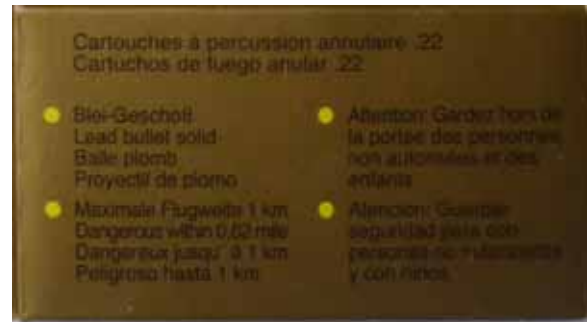 Cartouches à percussion annulaire .22
Cartuchos de fuego anular .22
Blei-Geschoß
Lead bullet solid
Balle plomb
Proyectil de plomo
Maximale Flugweite 1 km
Dangerous within 0,62 mile
Dangereux jusqu' à 1 km
Peligroso hasta 1 km
Attention: Gardez hors de
la portée des personnes
non autorisées et des
enfants
Atención: Guardar
seguridad para con
personas no
y con niños.